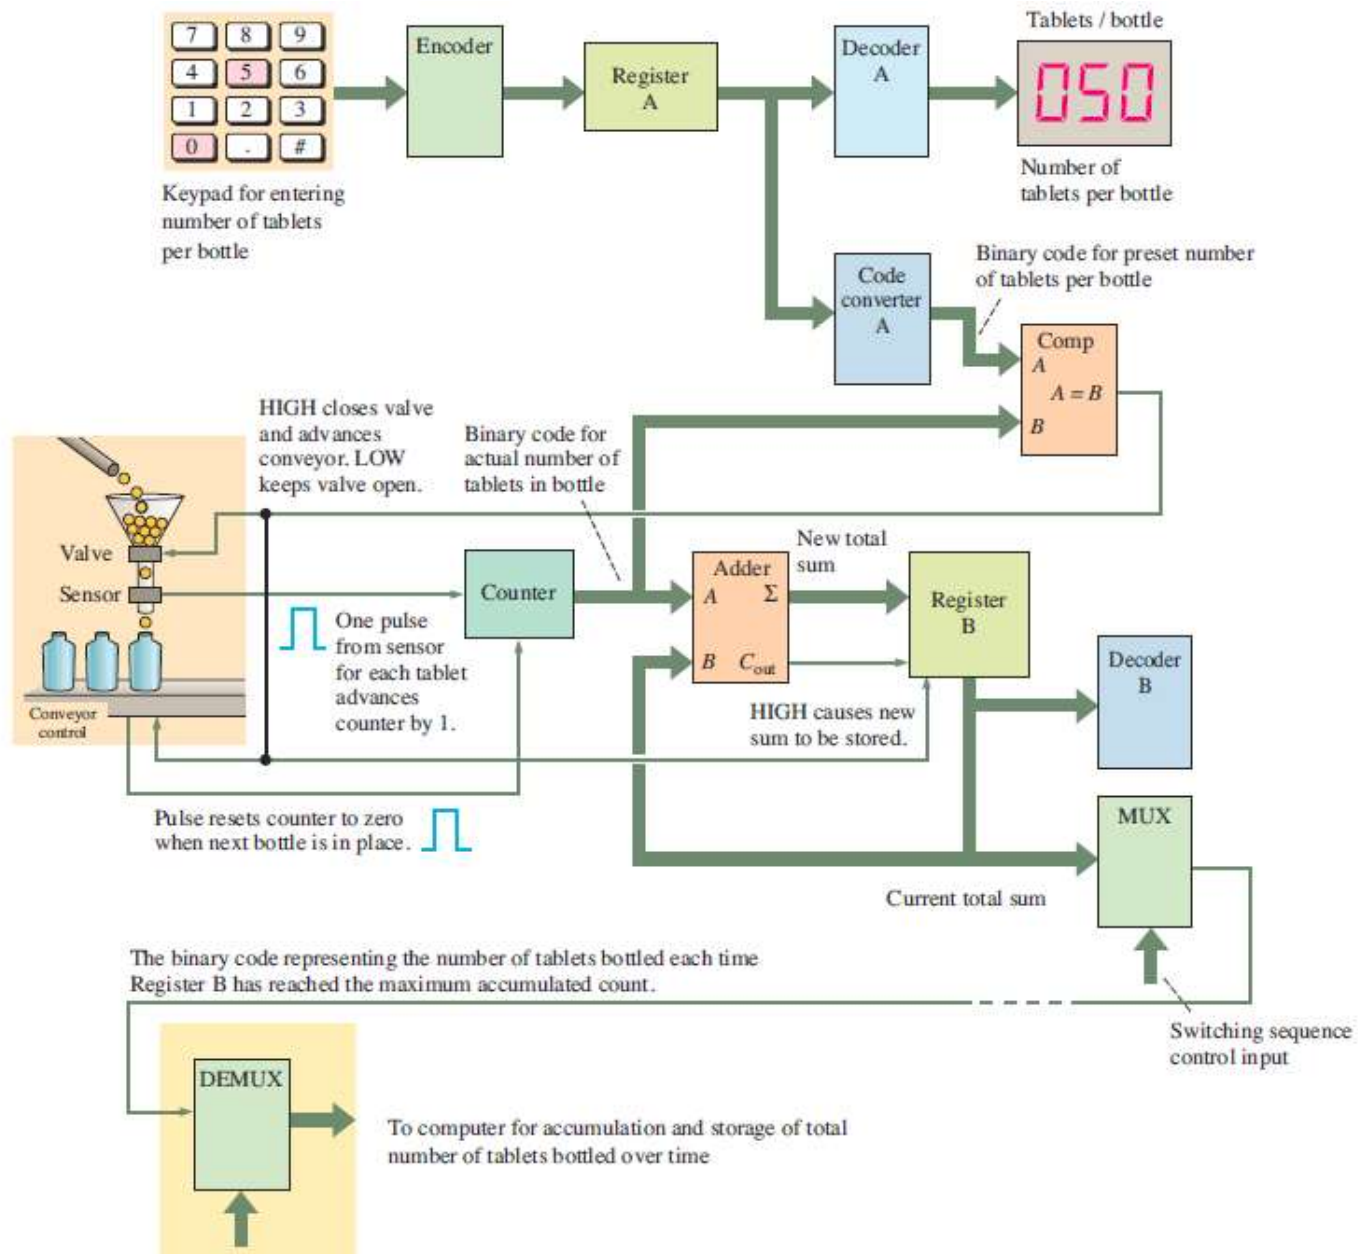 7 8 9
4 5 6
1 2 3
0 . #
Keypad for entering
number of tablets
per bottle
Encoder
Register
A
Decoder
A
Tablets / bottle
050
Number of
tablets per bottle
Code
converter
A
Binary code for preset number
of tablets per bottle
Comp
A
A = B
B
HIGH closes valve
and advances
conveyor. LOW
keeps valve open.
Binary code for
actual number of
tablets in bottle
Valve
Sensor
Conveyor
control
One pulse
from sensor
for each tablet
advances
counter by 1.
Counter
Adder
A Σ
B Cout
New total
sum
Register
B
HIGH causes new
sum to be stored.
Decoder
B
Pulse resets counter to zero
when next bottle is in place.
MUX
Current total sum
Switching sequence
control input
The binary code representing the number of tablets bottled each time
Register B has reached the maximum accumulated count.
DEMUX
To computer for accumulation and storage of total
number of tablets bottled over time